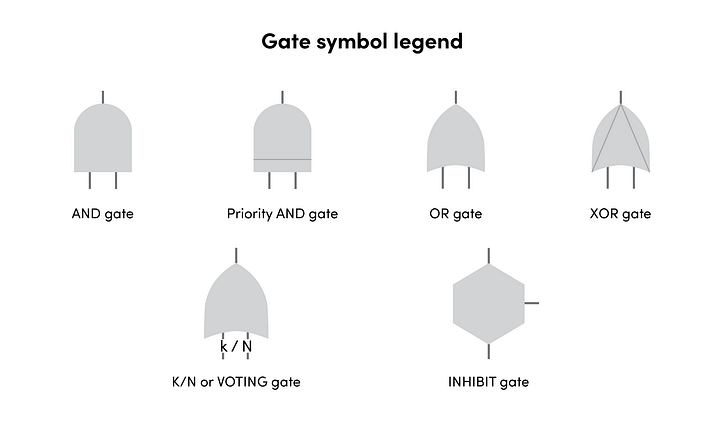 Gate symbol legend
AND gate
Priority AND gate
OR gate
XOR gate
k / N
K/N or VOTING gate
INHIBIT gate